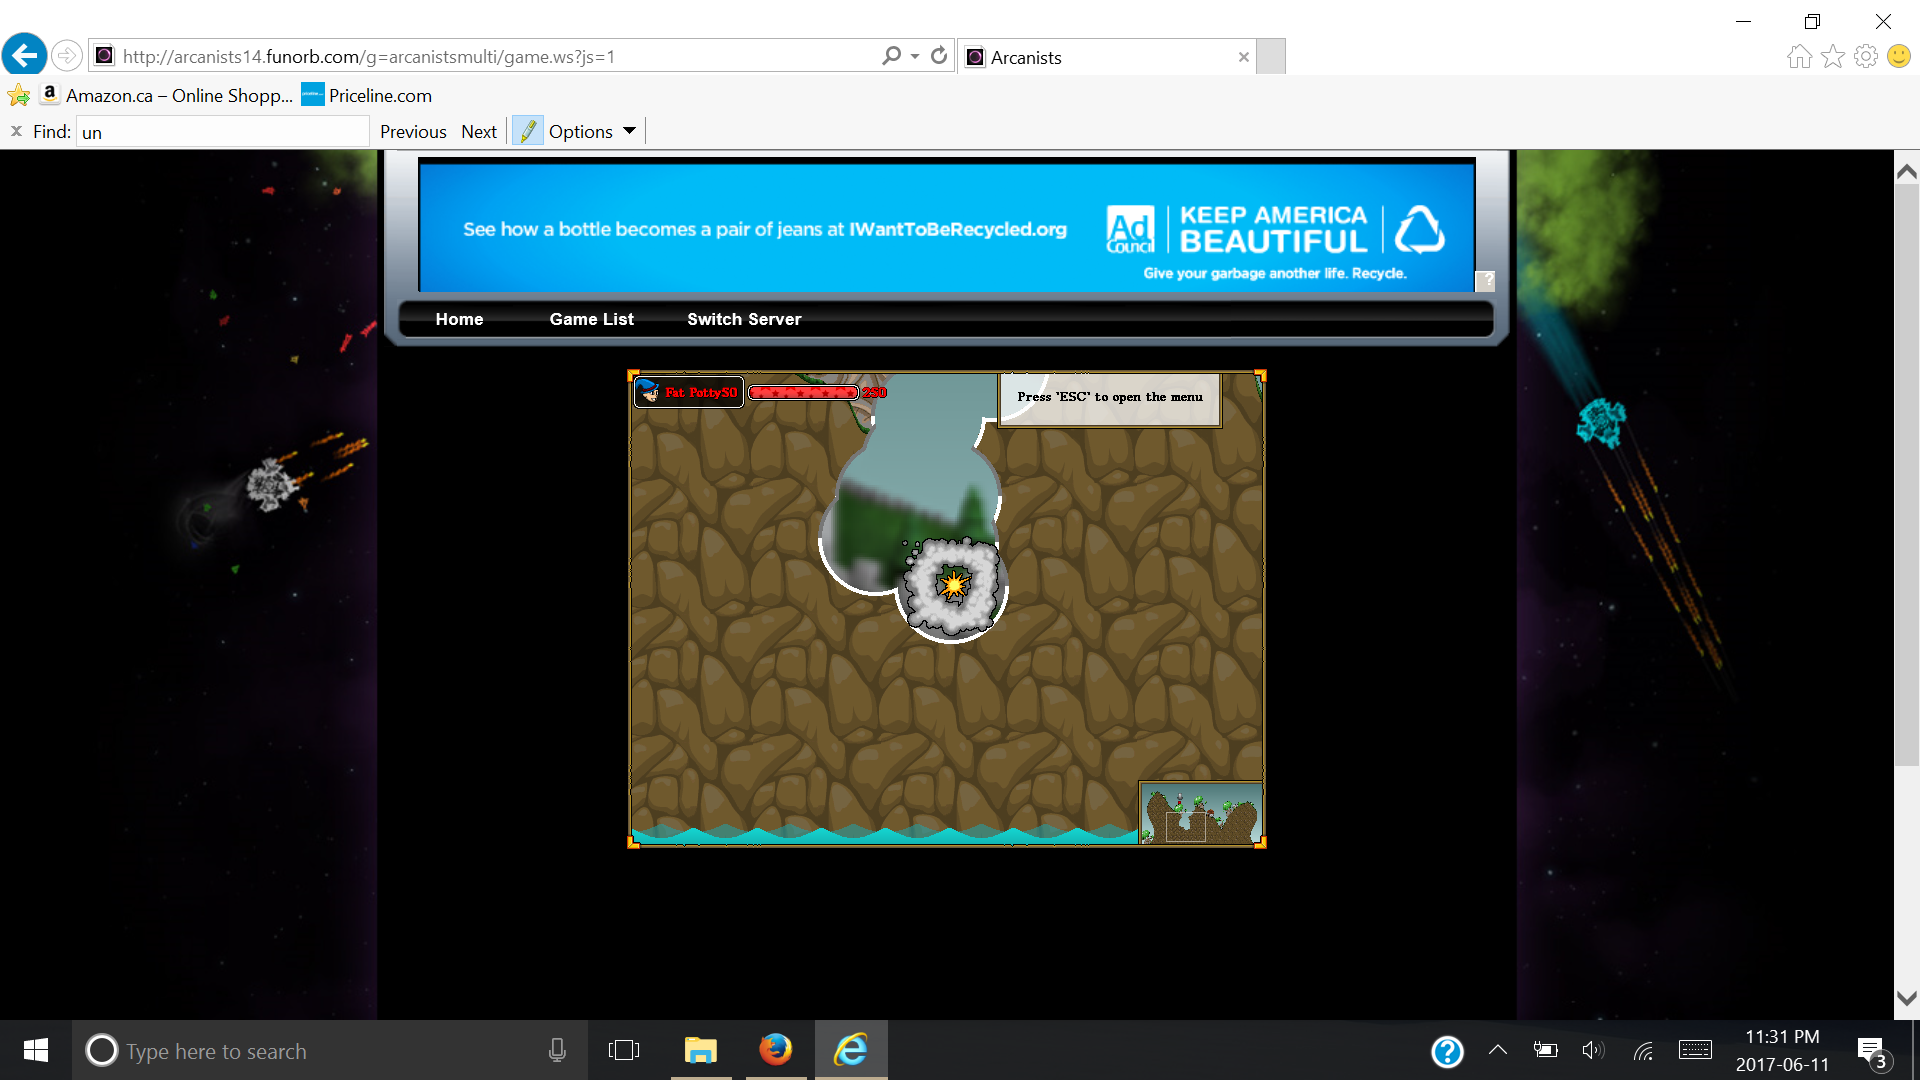 http://arcanists14.funorb.com/g=arcanistsmulti/game.ws?js=1
Arcanists
Amazon.ca – Online Shopp...
Priceline.com
Find: un
Previous Next Options
See how a bottle becomes a pair of jeans at IWantToBeRecycled.org
Ad Council
KEEP AMERICA
BEAUTIFUL
Give your garbage another life. Recycle.
?
Home Game List Switch Server
Fat Potty50 250
Press 'ESC' to open the menu
Type here to search
11:31 PM
2017-06-11
3